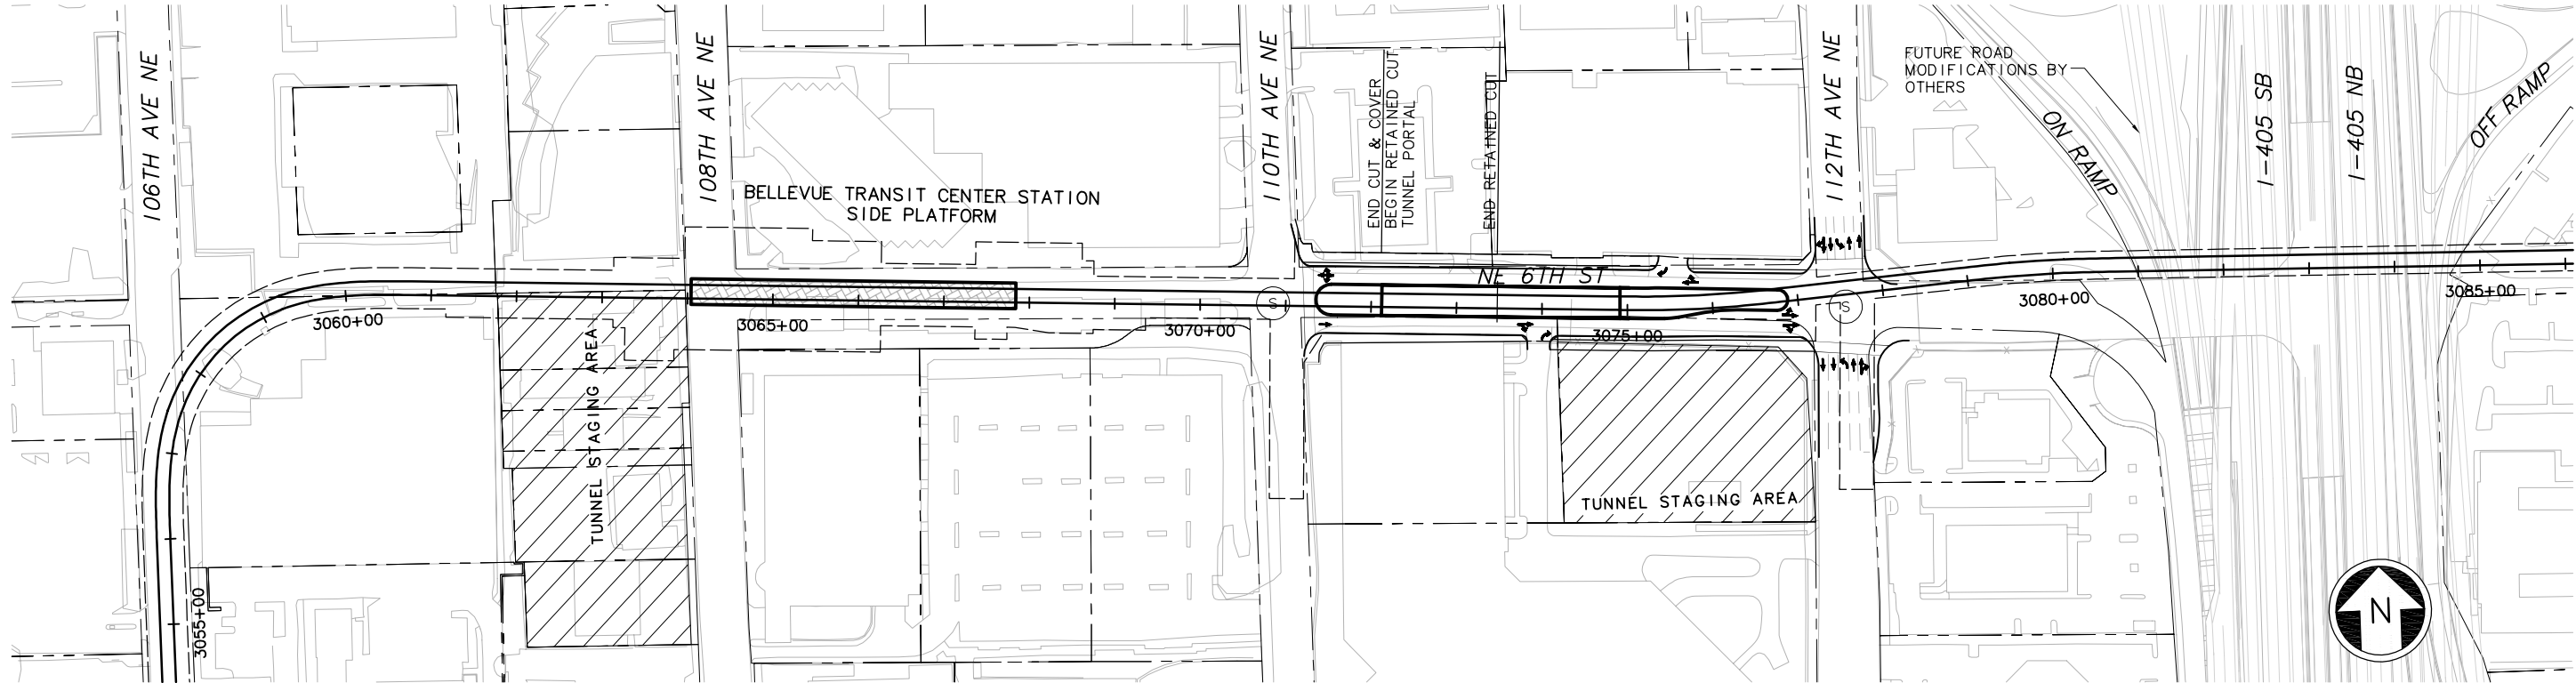 106TH AVE NE
108TH AVE NE
110TH AVE NE
112TH AVE NE
FUTURE ROAD
MODIFICATIONS BY
OTHERS
ON RAMP
I-405 SB
I-405 NB
OFF RAMP
BELLEVUE TRANSIT CENTER STATION
SIDE PLATFORM
END CUT & COVER
BEGIN RETAINED CUT
TUNNEL PORTAL
END RETAINED CUT
NE 6TH ST
S
S
3055+00
3060+00
3065+00
3070+00
3075+00
3080+00
3085+00
TUNNEL STAGING AREA
TUNNEL STAGING AREA
N